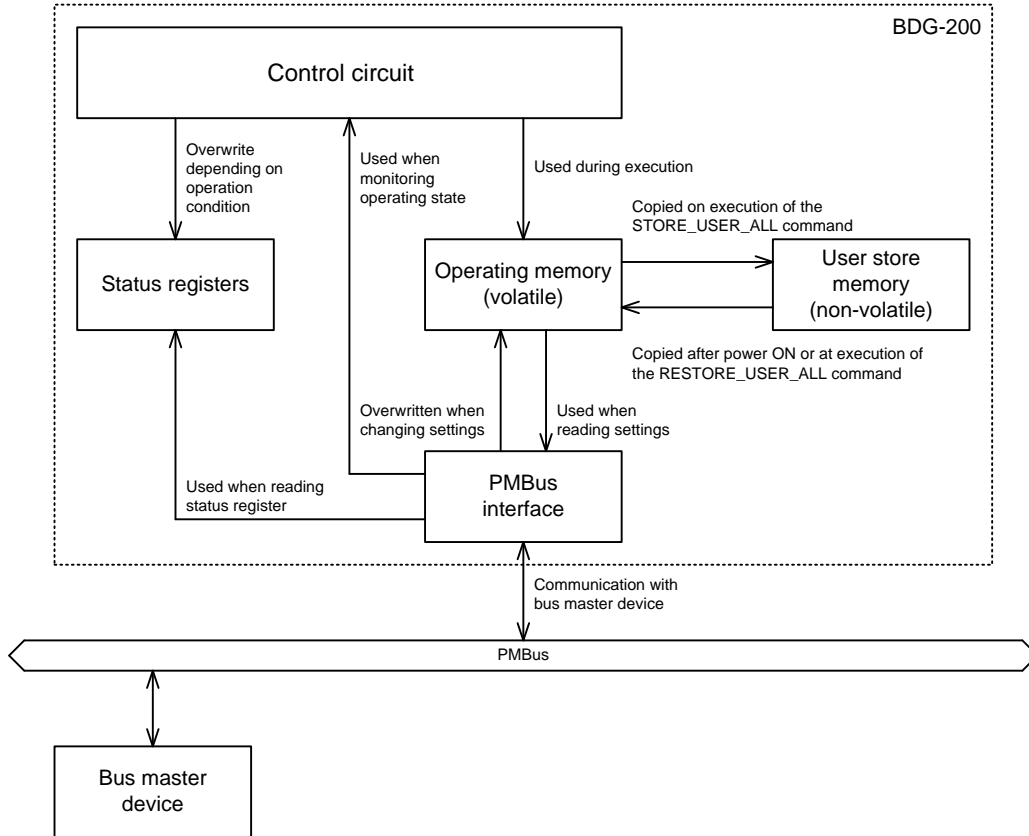 BDG-200
Control circuit
Overwrite
depending on
operation
condition
Used when
monitoring
operating state
Used during execution
Copied on execution of the
STORE_USER_ALL command
Status registers
Operating memory
(volatile)
User store
memory
(non-volatile)
Copied after power ON or at execution of
the RESTORE_USER_ALL command
Overwritten when
changing settings
Used when
reading settings
Used when reading
status register
PMBus
interface
Communication with
bus master device
PMBus
Bus master
device